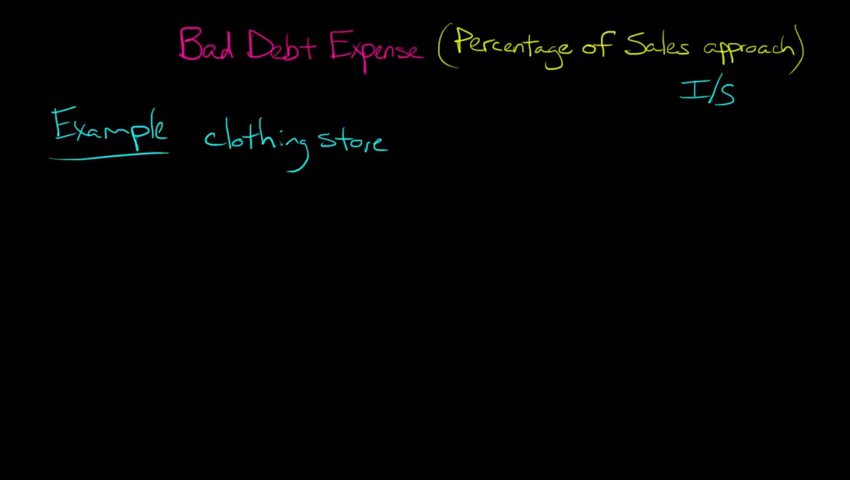 Bad Debt Expense (Percentage of Sales approach)
I/S
Example clothing store